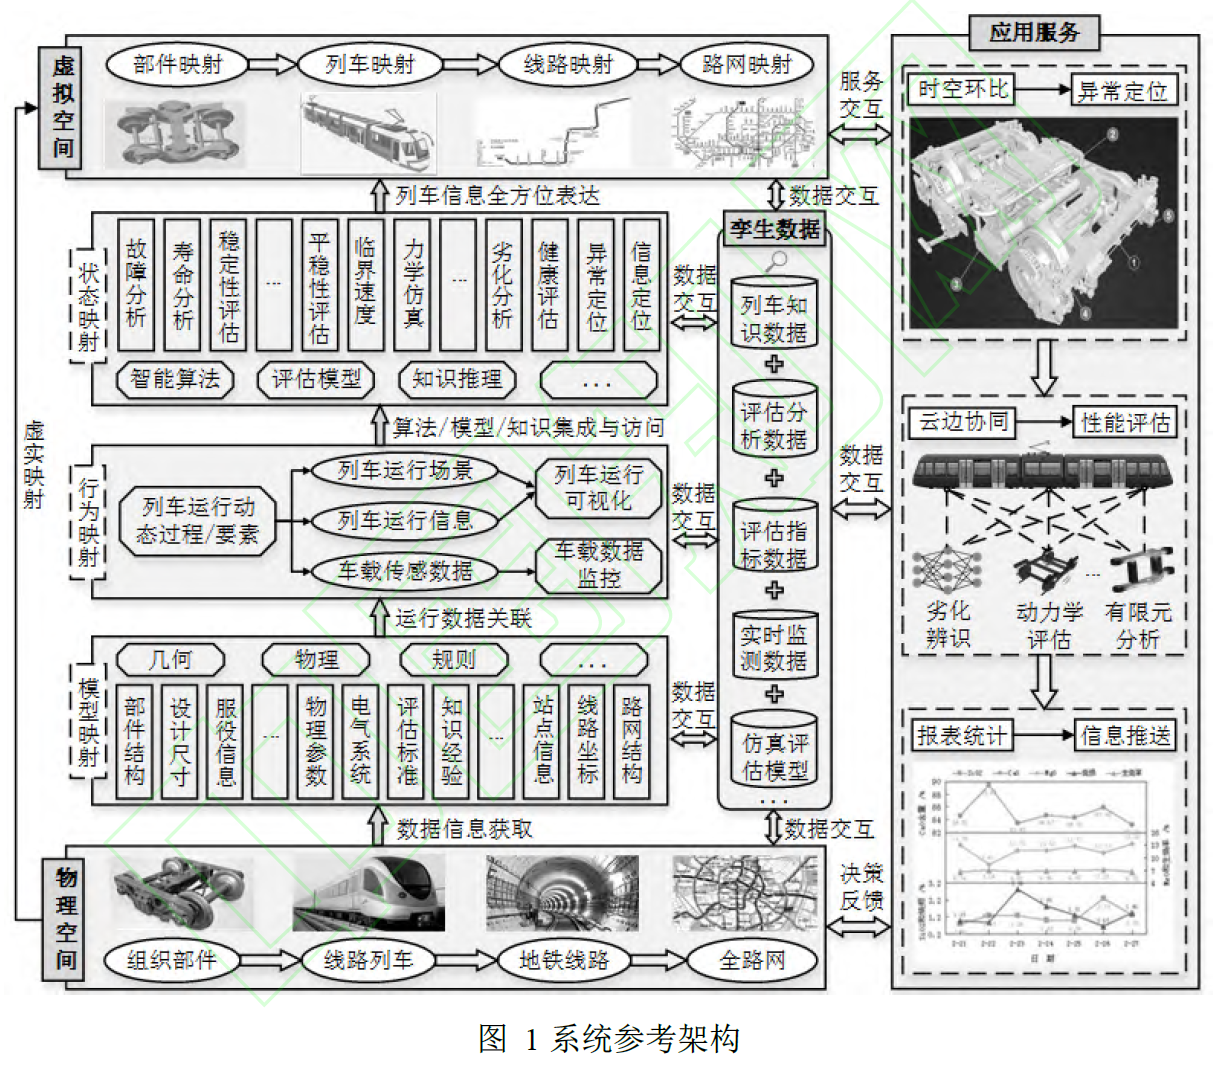 虚拟空间
部件映射
列车映射
线路映射
路网映射
服务
交互
应用服务
时空环比
异常定位
列车信息全方位表达
数据交互
孪生数据
状态映射
故障分析
寿命分析
稳定性评估
...
平稳性评估
临界速度
力学仿真
...
劣化分析
健康评估
异常定位
信息定位
数据
交互
列车知
识数据
智能算法
评估模型
知识推理
...
评估分
析数据
云边协同
性能评估
虚实映射
算法/模型/知识集成与访问
行为映射
列车运行动
态过程/要素
列车运行场景
列车运行信息
车载传感数据
列车运行
可视化
车载数据
监控
数据
交互
数据
交互
评估指
标数据
劣化
辨识
动力学
评估
...
有限元
分析
运行数据关联
实时监
测数据
模型映射
几何
物理
规则
...
部件结构
设计尺寸
服役信息
...
物理参数
电气系统
评估标准
知识经验
...
站点信息
线路坐标
路网结构
数据
交互
仿真评
估模型
...
报表统计
信息推送
数据信息获取
数据交互
物理空间
组织部件
线路列车
地铁线路
全路网
决策
反馈
2-21
2-22
2-23
2-24
2-25
2-26
2-27
日 期
图 1 系统参考架构